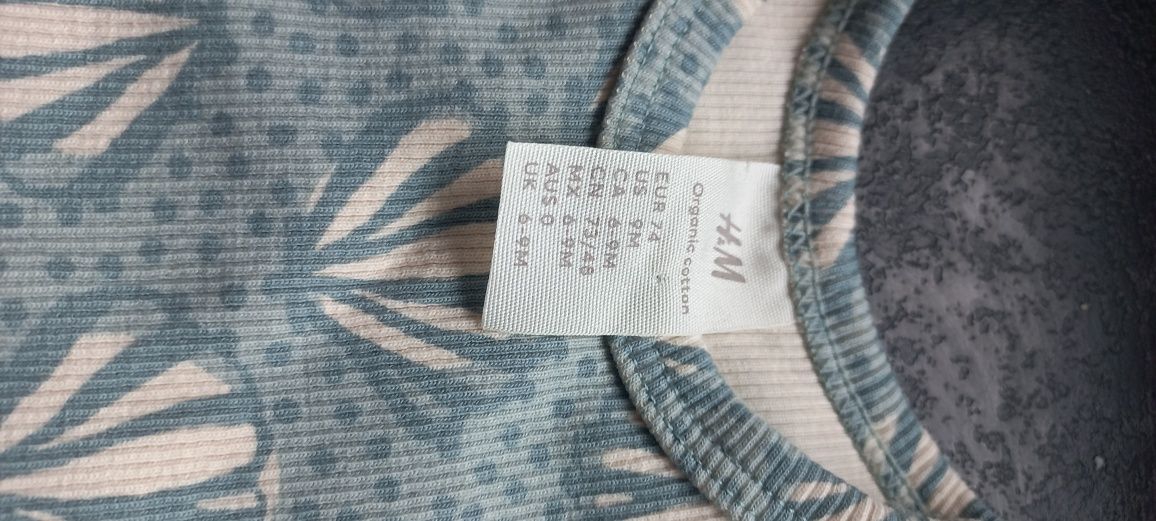 H&M
Organic cotton
EUR 74
US 9M
CA 6-9M
CN 73/48
MX 6-9M
AUS 0
UK 6-9M